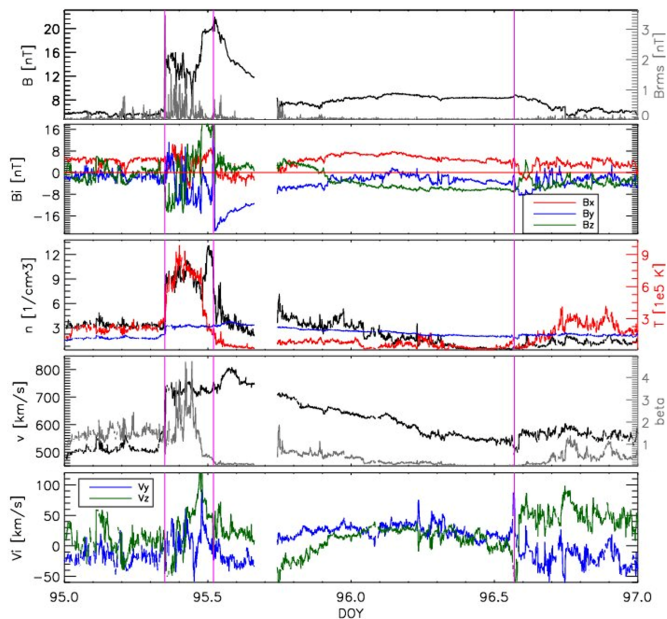 20
16
12
8
B [nT]
3
2
1
0
Brms [nT]
16
8
0
-8
-16
Bi [nT]
Bx
By
Bz
12
9
6
3
n [1/cm^3]
9
6
3
T [1e5 K]
800
700
600
500
v [km/s]
4
3
2
1
beta
100
50
0
-50
Vi [km/s]
Vy
Vz
95.0 95.5 96.0 96.5 97.0
DOY